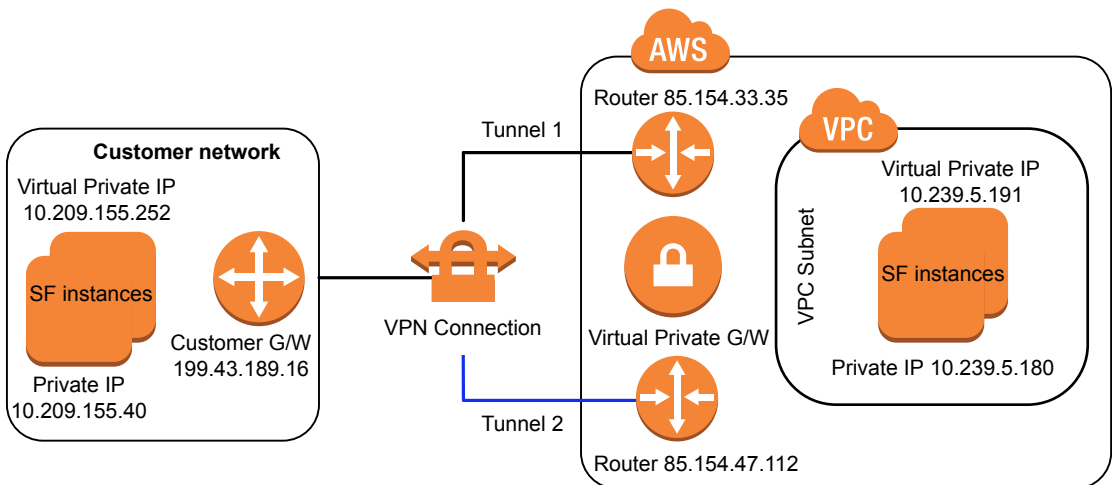 Customer network
Virtual Private IP
10.209.155.252
SF instances
Private IP
10.209.155.40
Customer G/W
199.43.189.16
Tunnel 1
VPN Connection
Tunnel 2
AWS
Router 85.154.33.35
Virtual Private G/W
Router 85.154.47.112
VPC
VPC Subnet
Virtual Private IP
10.239.5.191
SF instances
Private IP 10.239.5.180